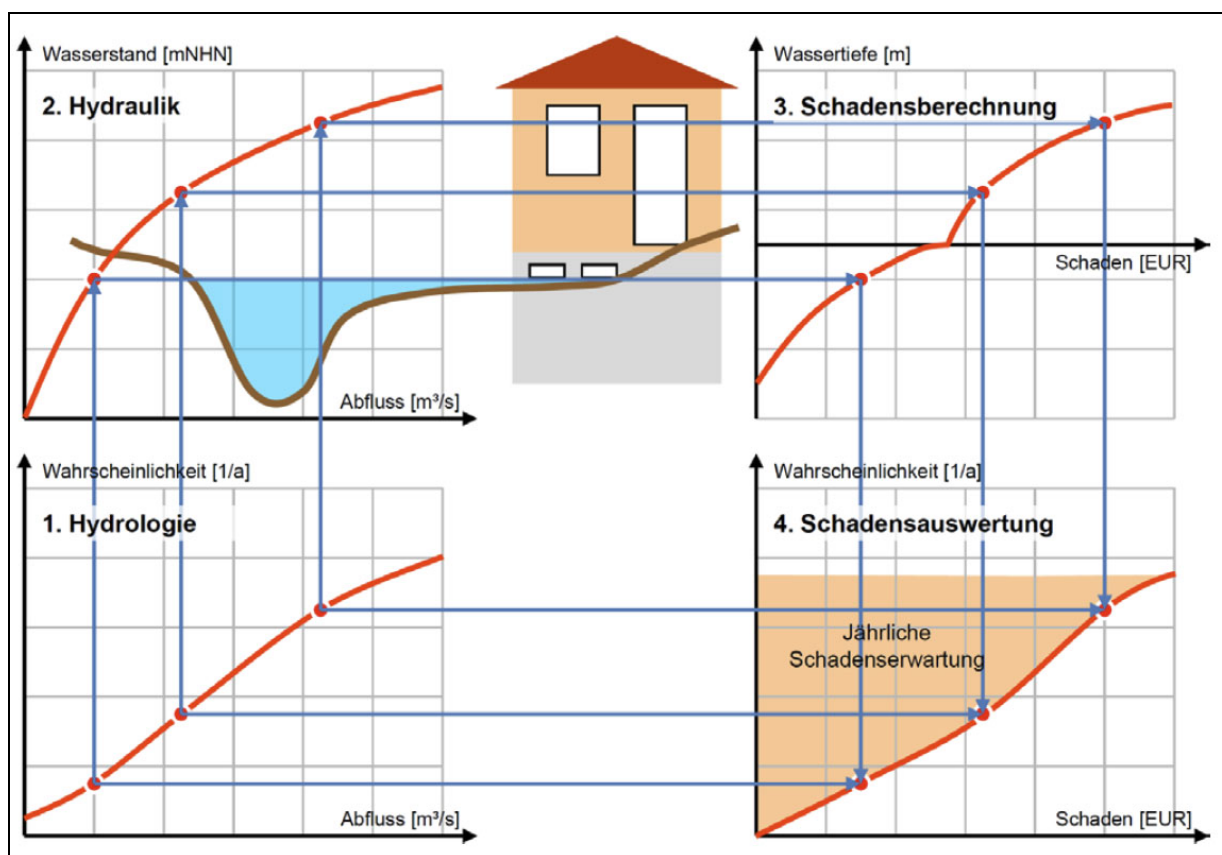 Wasserstand [mNHN]
2. Hydraulik
Abfluss [m³/s]
Wassertiefe [m]
3. Schadensberechnung
Schaden [EUR]
Wahrscheinlichkeit [1/a]
1. Hydrologie
Abfluss [m³/s]
Wahrscheinlichkeit [1/a]
4. Schadensauswertung
Jährliche
Schadenserwartung
Schaden [EUR]